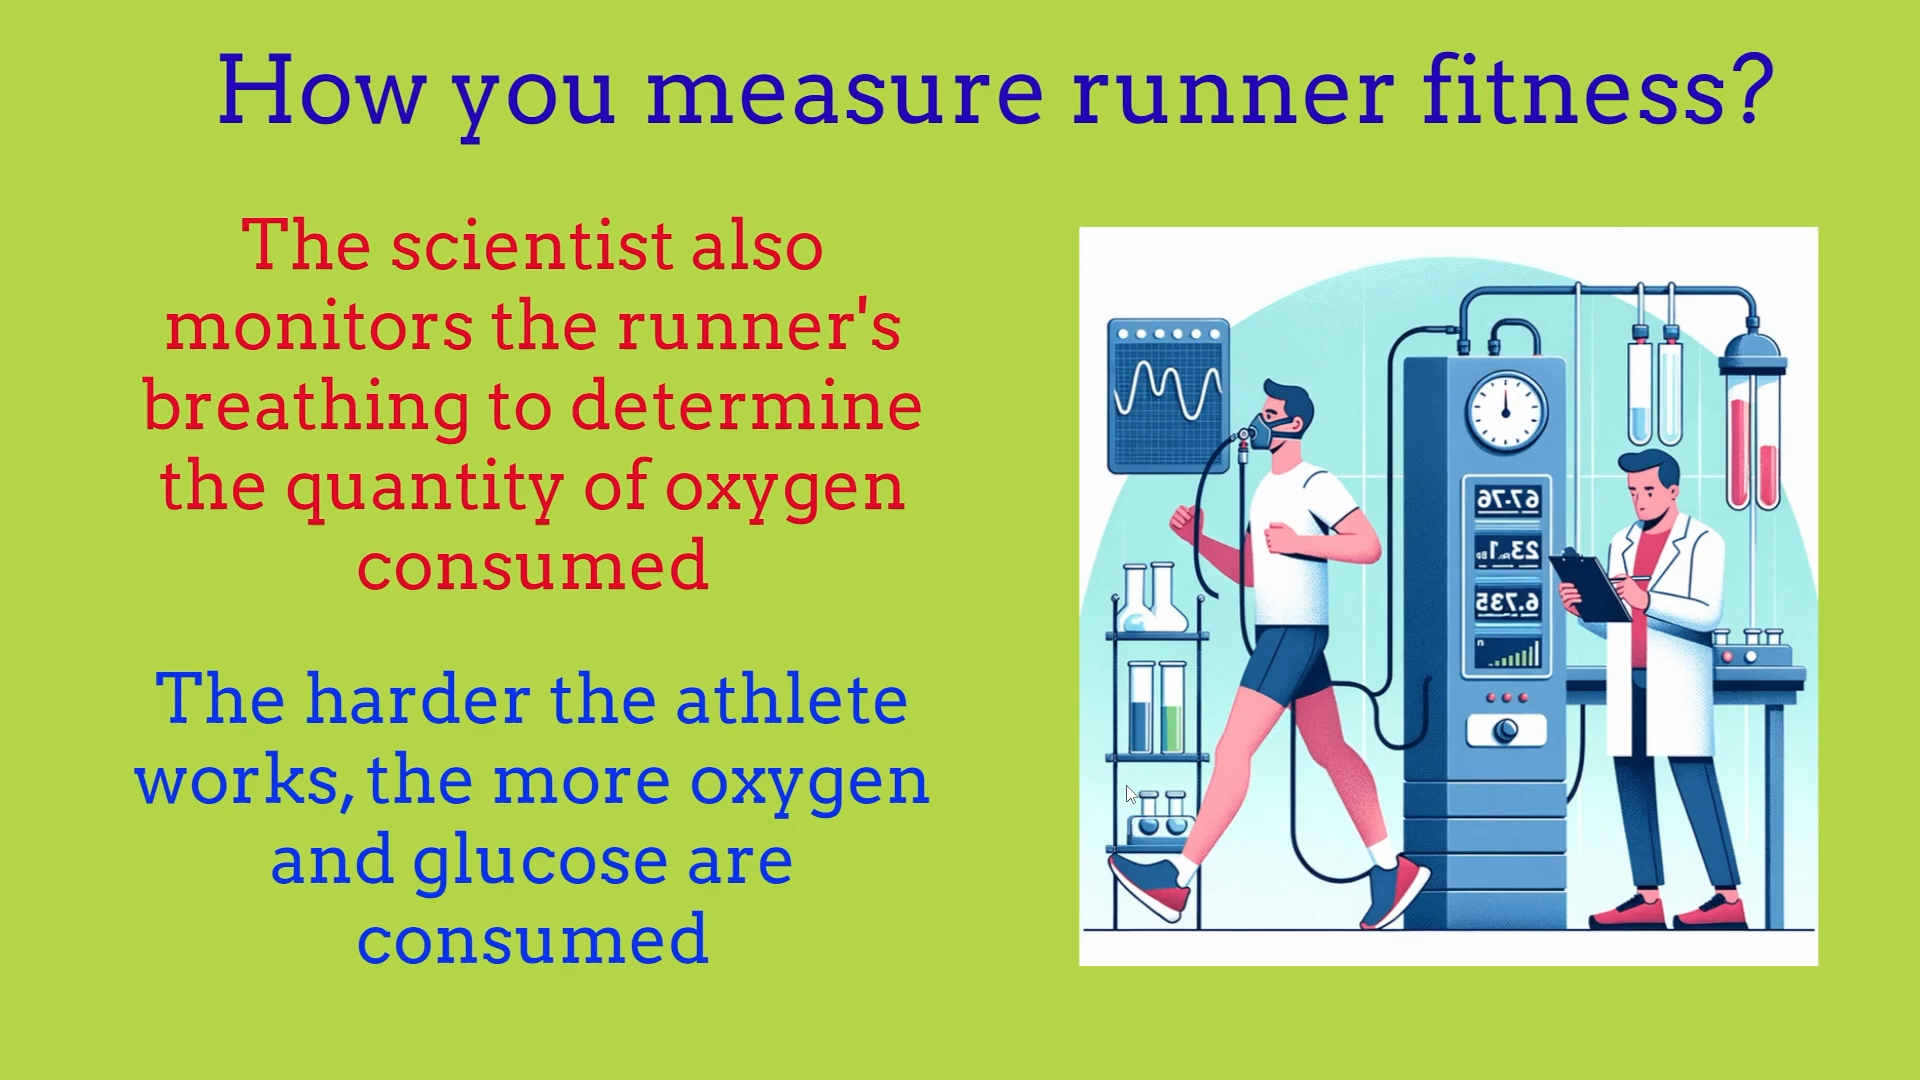 How you measure runner fitness?
The scientist also
monitors the runner's
breathing to determine
the quantity of oxygen
consumed
The harder the athlete
works, the more oxygen
and glucose are
consumed